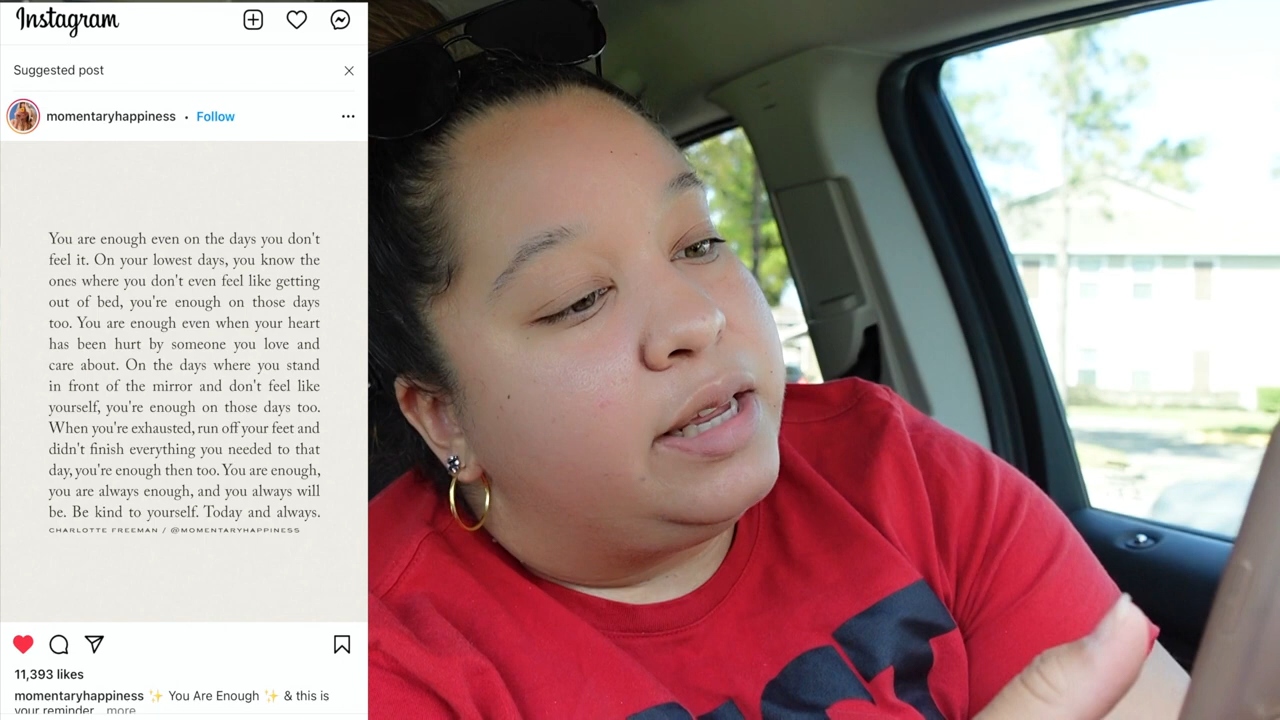 Instagram
Suggested post
momentaryhappiness • Follow
You are enough even on the days you don't
feel it. On your lowest days, you know the
ones where you don't even feel like getting
out of bed, you're enough on those days
too. You are enough even when your heart
has been hurt by someone you love and
care about. On the days where you stand
in front of the mirror and don't feel like
yourself, you're enough on those days too.
When you're exhausted, run off your feet and
didn't finish everything you needed to that
day, you're enough then too. You are enough,
you are always enough, and you always will
be. Be kind to yourself. Today and always.
CHARLOTTE FREEMAN / @MOMENTARYHAPPINESS
11,393 likes
momentaryhappiness ✨ You Are Enough ✨ & this is
your reminder... more